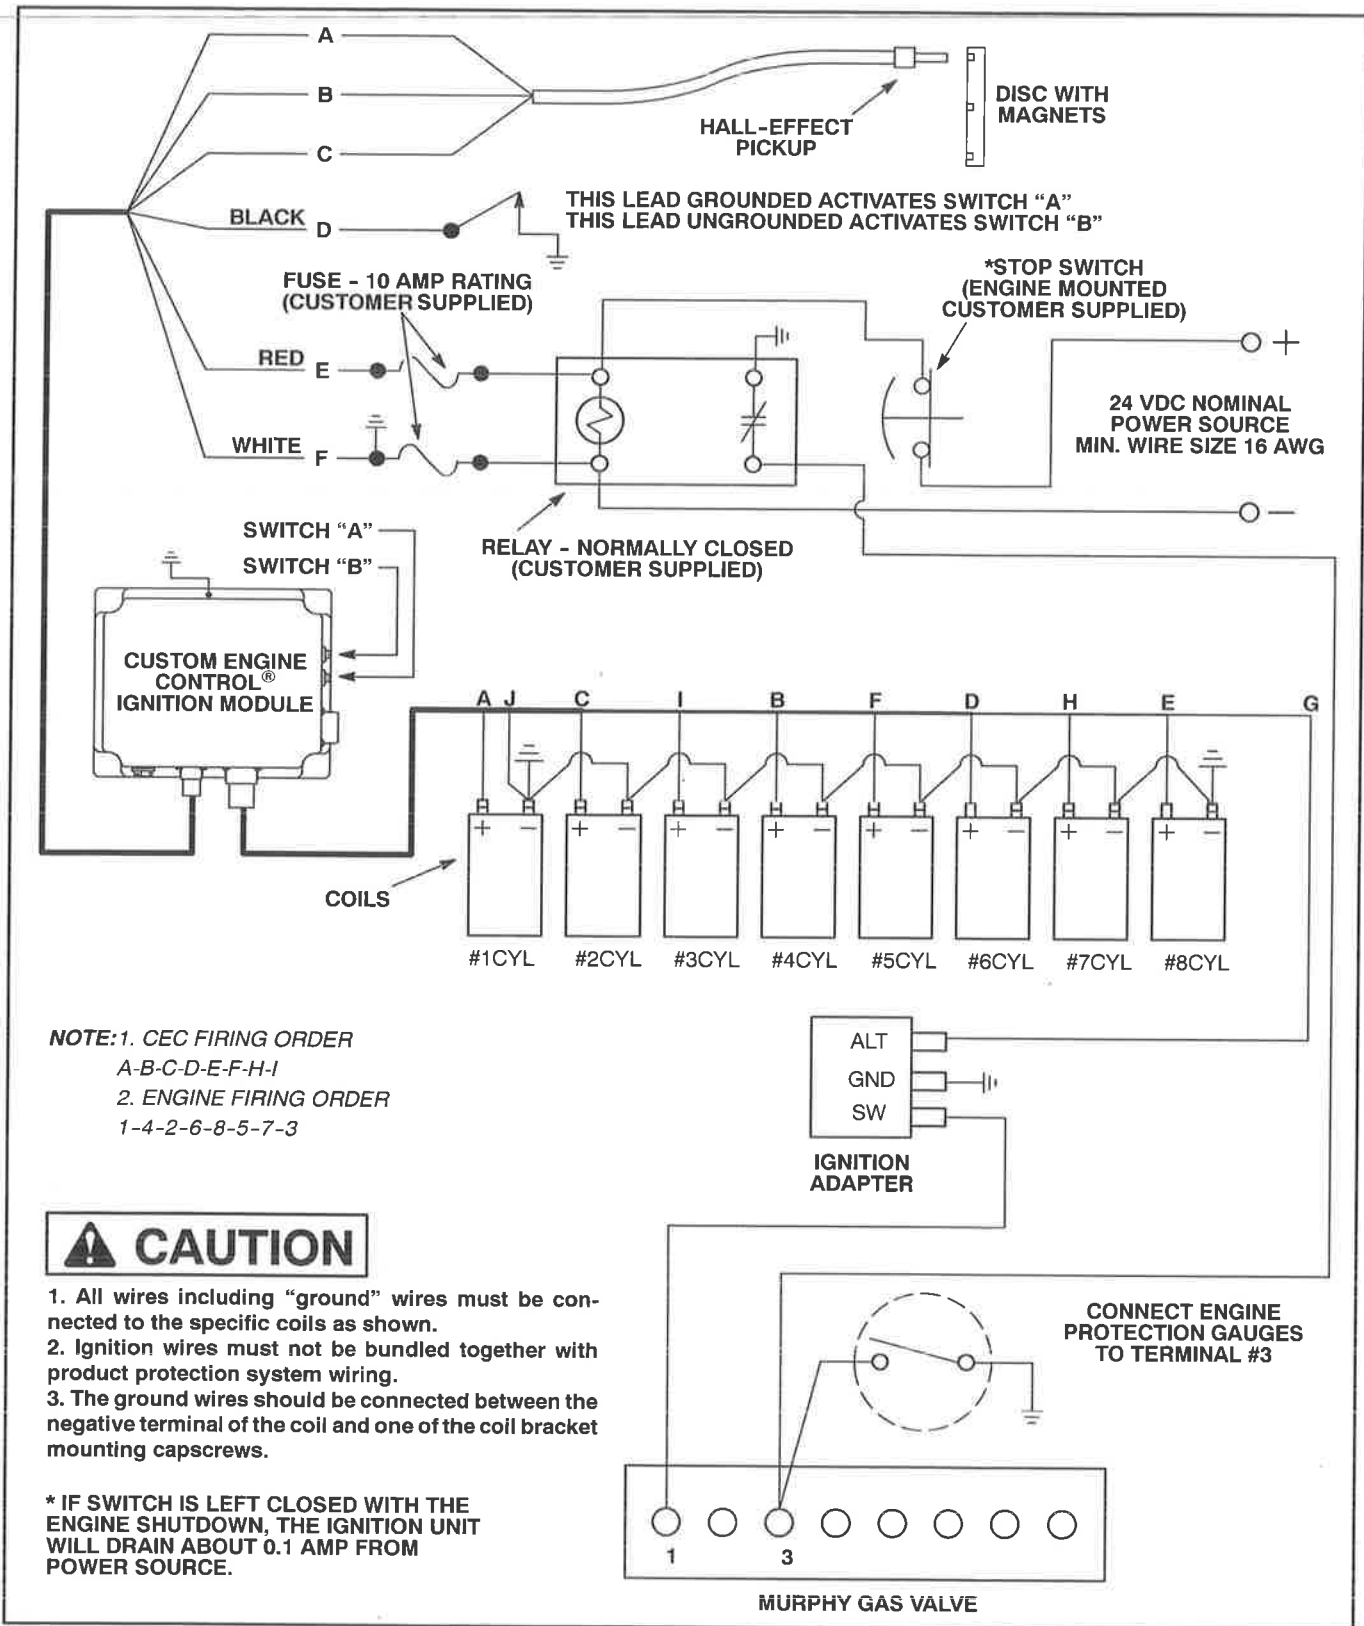 A
B
C
HALL-EFFECT
PICKUP
DISC WITH
MAGNETS
BLACK D
THIS LEAD GROUNDED ACTIVATES SWITCH “A”
THIS LEAD UNGROUNDED ACTIVATES SWITCH “B”
FUSE - 10 AMP RATING
(CUSTOMER SUPPLIED)
*STOP SWITCH
(ENGINE MOUNTED
CUSTOMER SUPPLIED)
RED E
WHITE F
+
24 VDC NOMINAL
POWER SOURCE
MIN. WIRE SIZE 16 AWG
−
SWITCH “A”
SWITCH “B”
RELAY - NORMALLY CLOSED
(CUSTOMER SUPPLIED)
CUSTOM ENGINE
CONTROL®
IGNITION MODULE
A J C I B F D H E G
+ − + − + − + − + − + − + − + −
COILS
#1CYL #2CYL #3CYL #4CYL #5CYL #6CYL #7CYL #8CYL
NOTE: 1. CEC FIRING ORDER
A-B-C-D-E-F-H-I
2. ENGINE FIRING ORDER
1-4-2-6-8-5-7-3
ALT
GND
SW
IGNITION
ADAPTER
CAUTION
1. All wires including “ground” wires must be con-
nected to the specific coils as shown.
2. Ignition wires must not be bundled together with
product protection system wiring.
3. The ground wires should be connected between the
negative terminal of the coil and one of the coil bracket
mounting capscrews.
* IF SWITCH IS LEFT CLOSED WITH THE
ENGINE SHUTDOWN, THE IGNITION UNIT
WILL DRAIN ABOUT 0.1 AMP FROM
POWER SOURCE.
CONNECT ENGINE
PROTECTION GAUGES
TO TERMINAL #3
1 3
MURPHY GAS VALVE